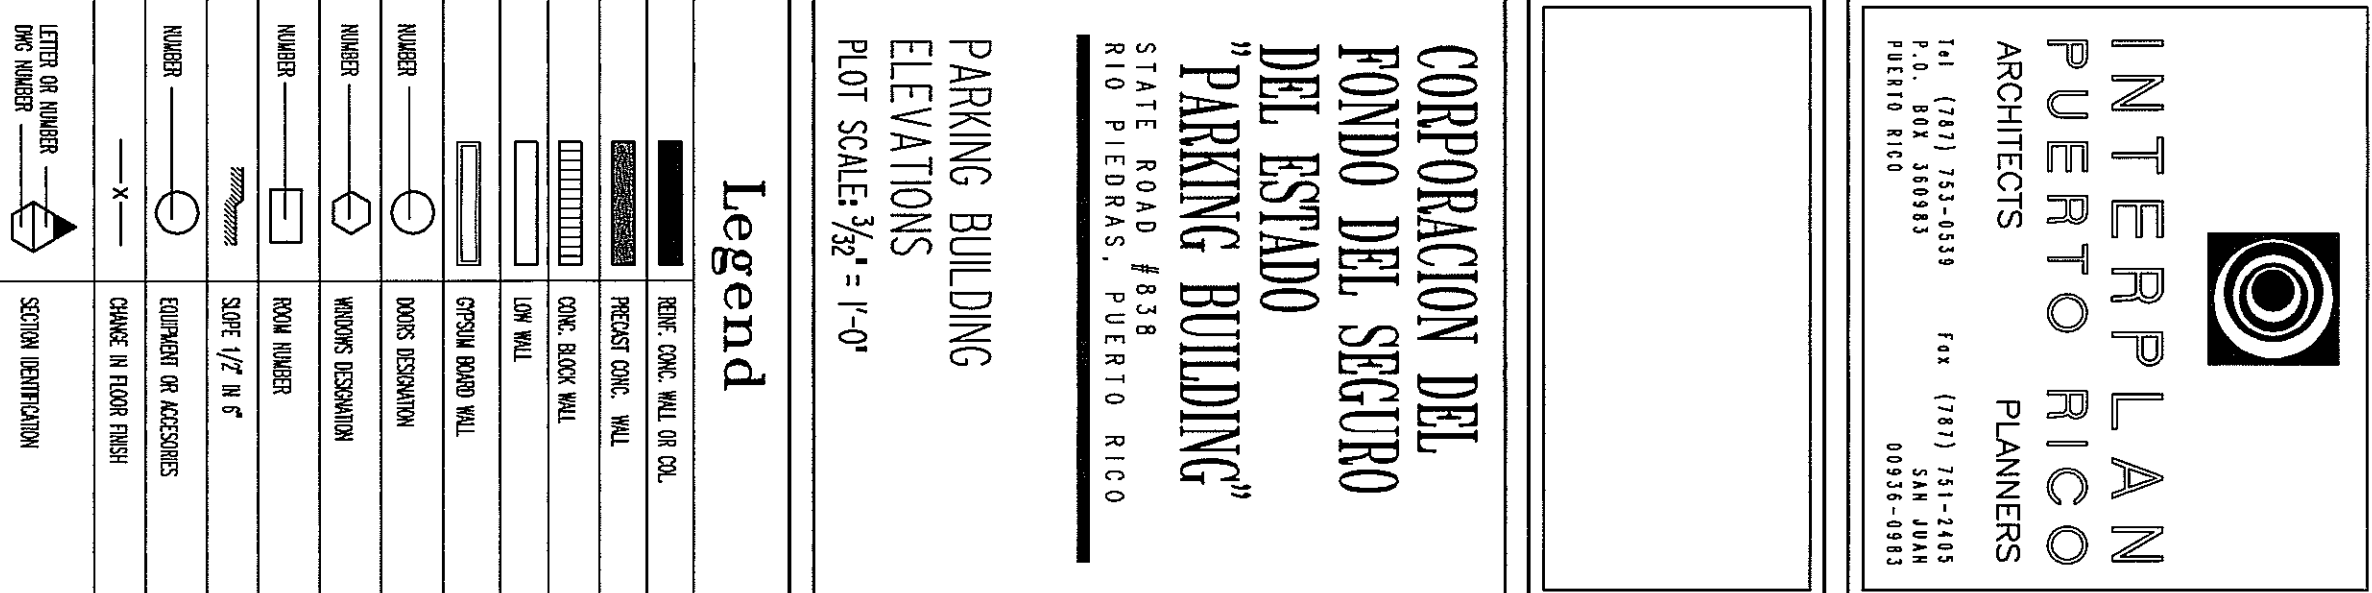 INTERPLAN
PUERTO RICO
ARCHITECTS PLANNERS
Tel (787) 753-0539 Fax (787) 751-2405
P.O. BOX 360983 SAN JUAN
PUERTO RICO 00936-0983
CORPORACION DEL
FONDO DEL SEGURO
DEL ESTADO
"PARKING BUILDING"
STATE ROAD #838
RIO PIEDRAS, PUERTO RICO
PARKING BUILDING
ELEVATIONS
PLOT SCALE: 3/32" = 1'-0"
Legend
REINF. CONC. WALL OR COL.
PRECAST CONC. WALL
CONC. BLOCK WALL
LOW WALL
GYPSUM BOARD WALL
NUMBER DOORS DESIGNATION
NUMBER WINDOWS DESIGNATION
NUMBER ROOM NUMBER
SLOPE 1/2" IN 6"
NUMBER EQUIPMENT OR ACCESORIES
X CHANGE IN FLOOR FINISH
LETTER OR NUMBER
DWG NUMBER SECTION IDENTIFICATION